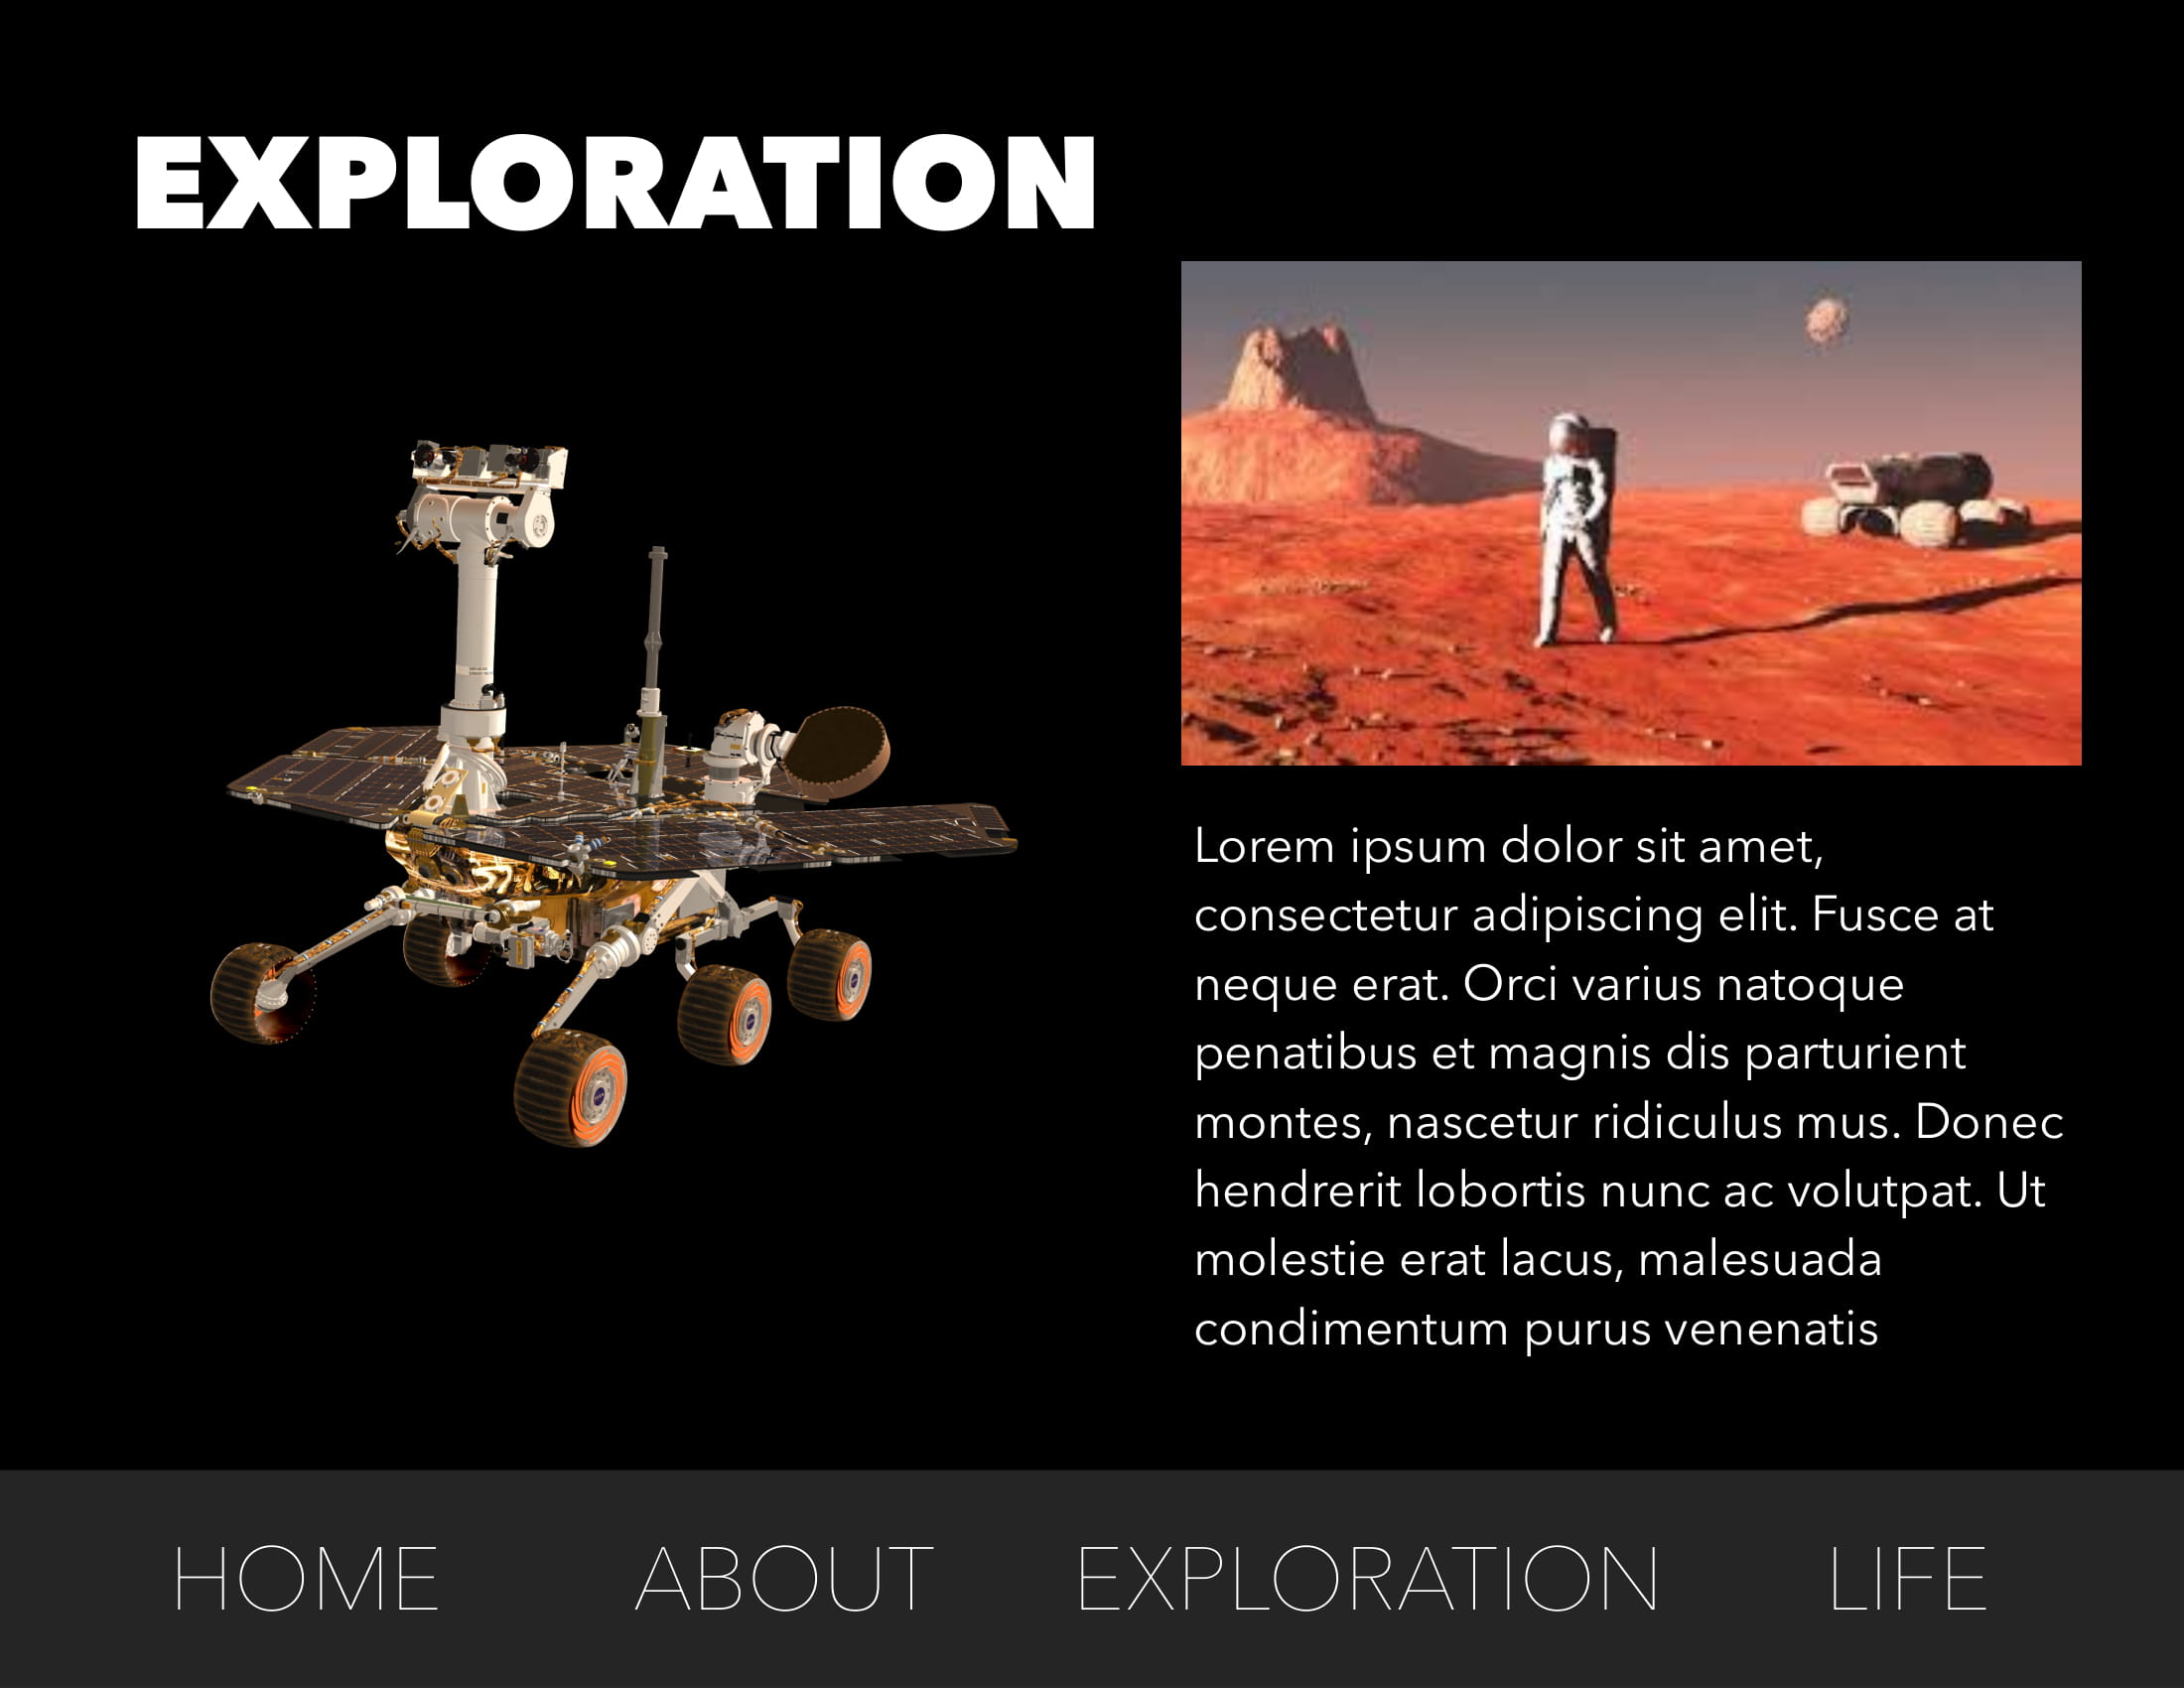 EXPLORATION
Lorem ipsum dolor sit amet,
consectetur adipiscing elit. Fusce at
neque erat. Orci varius natoque
penatibus et magnis dis parturient
montes, nascetur ridiculus mus. Donec
hendrerit lobortis nunc ac volutpat. Ut
molestie erat lacus, malesuada
condimentum purus venenatis
HOME ABOUT EXPLORATION LIFE